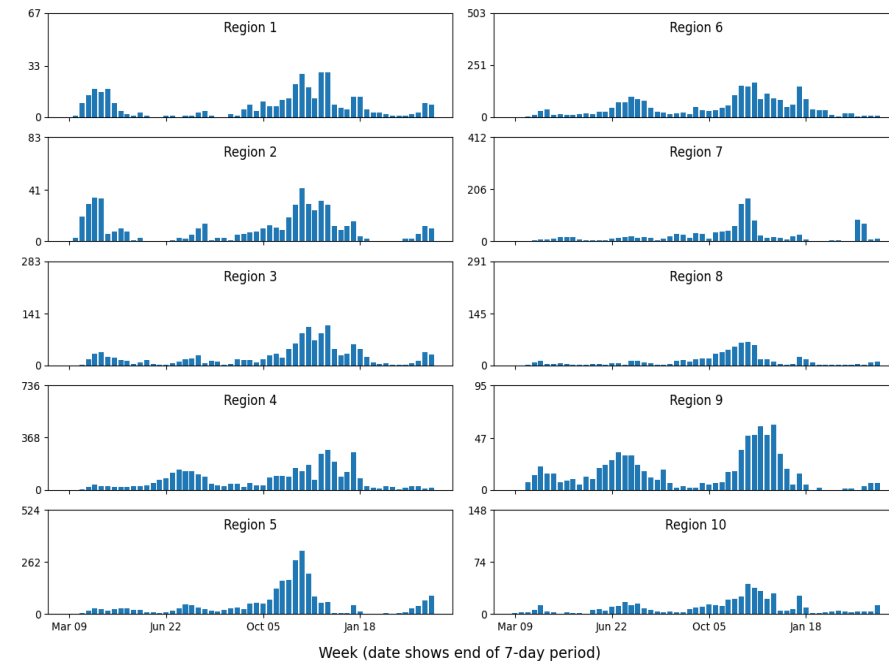 67
33
0
Region 1
503
251
0
Region 6
83
41
0
Region 2
412
206
0
Region 7
283
141
0
Region 3
291
145
0
Region 8
736
368
0
Region 4
95
47
0
Region 9
524
262
0
Region 5
148
74
0
Region 10
Mar 09 Jun 22 Oct 05 Jan 18
Mar 09 Jun 22 Oct 05 Jan 18
Week (date shows end of 7-day period)